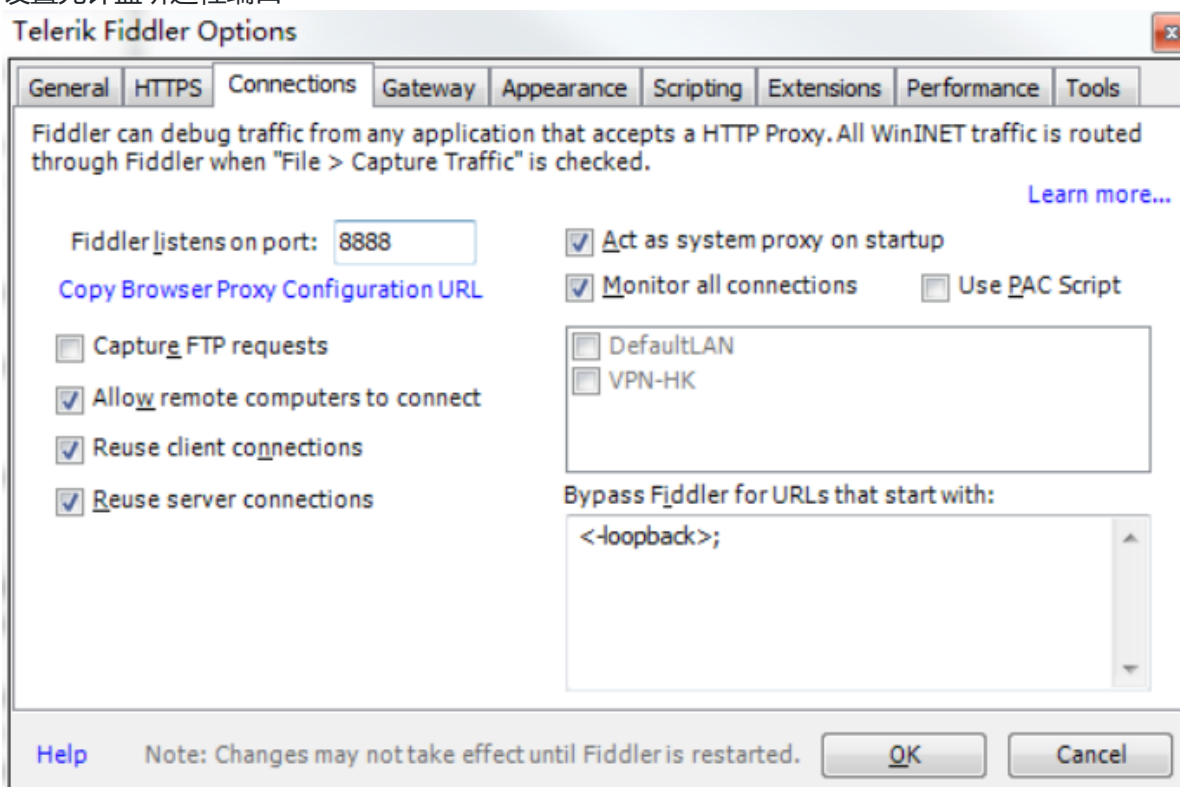 Telerik Fiddler Options
General HTTPS Connections Gateway Appearance Scripting Extensions Performance Tools
Fiddler can debug traffic from any application that accepts a HTTP Proxy. All WinINET traffic is routed
through Fiddler when "File > Capture Traffic" is checked.
Learn more...
Fiddler listens on port: 8888
Copy Browser Proxy Configuration URL
Capture FTP requests
Allow remote computers to connect
Reuse client connections
Reuse server connections
Act as system proxy on startup
Monitor all connections
Use PAC Script
DefaultLAN
VPN-HK
Bypass Fiddler for URLs that start with:
<-loopback>;
Help
Note: Changes may not take effect until Fiddler is restarted.
OK
Cancel